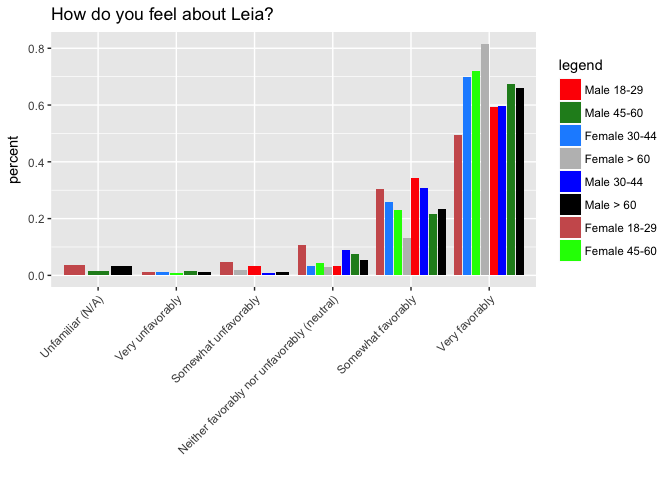 How do you feel about Leia?
percent
0.8
0.6
0.4
0.2
0.0
Unfamiliar (N/A)
Very unfavorably
Somewhat unfavorably
Neither favorably nor unfavorably (neutral)
Somewhat favorably
Very favorably
legend
Male 18-29
Male 45-60
Female 30-44
Female > 60
Male 30-44
Male > 60
Female 18-29
Female 45-60